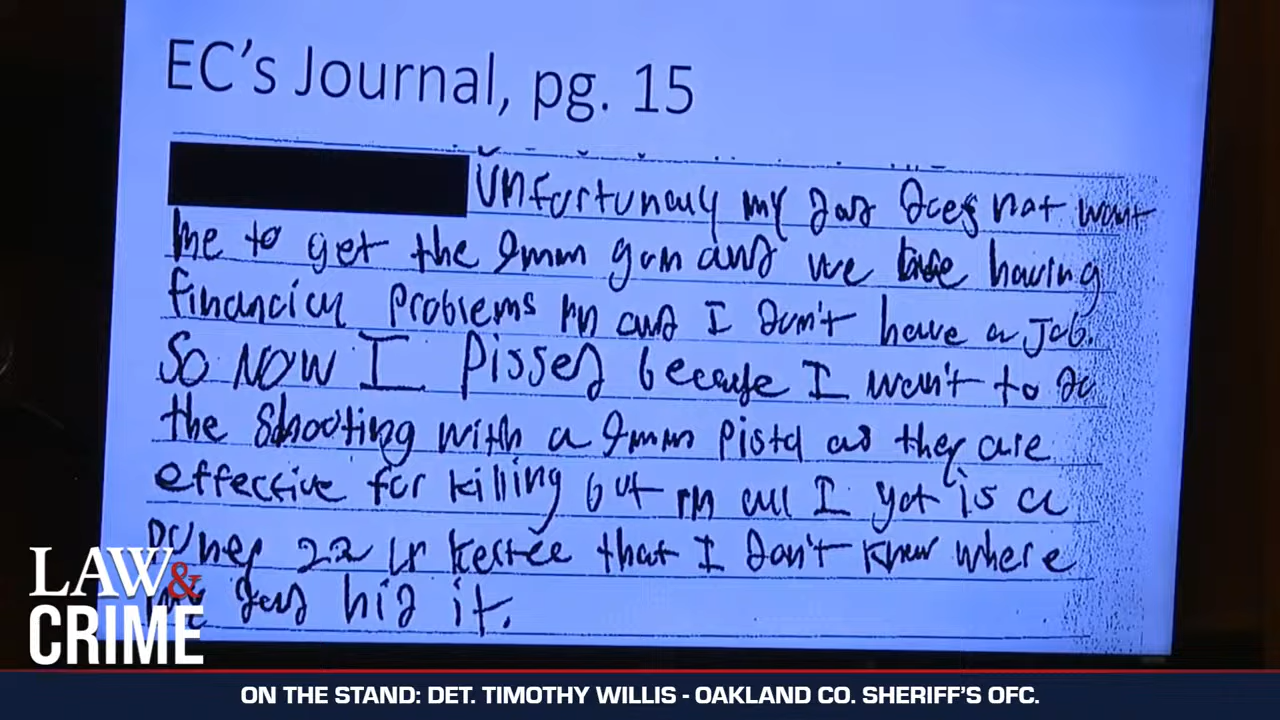 EC's Journal, pg. 15
Unfortunaly my dad does not want
me to get the 9mm gun and we are having
financial problems rn and I don't have a job.
So NOW I Pissed because I want to do
the shooting with a 9mm Pistol as they are
effective for killing but rn all I got is a
22 lr that I don't know where
my dad hid it.
LAW&
CRIME
ON THE STAND: DET. TIMOTHY WILLIS - OAKLAND CO. SHERIFF'S OFC.